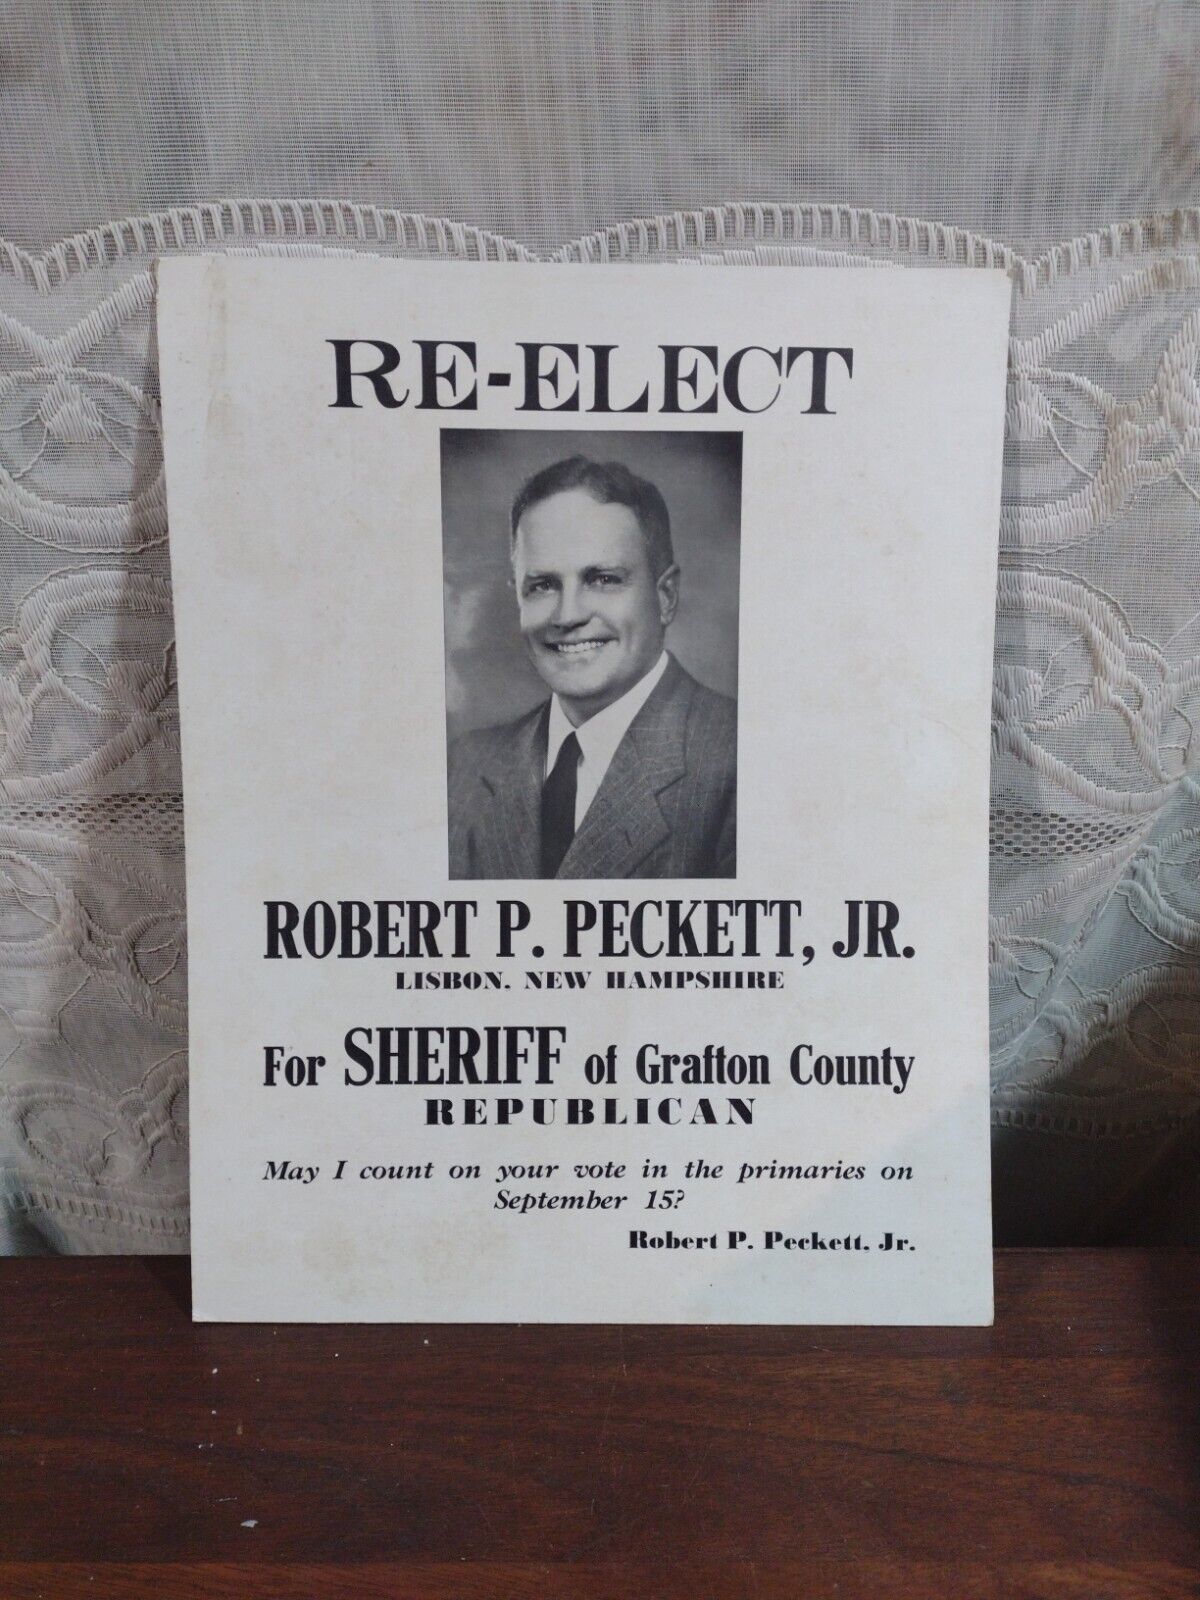 RE-ELECT
ROBERT P. PECKETT, JR.
LISBON, NEW HAMPSHIRE
For SHERIFF of Grafton County
REPUBLICAN
May I count on your vote in the primaries on
September 15?
Robert P. Peckett, Jr.